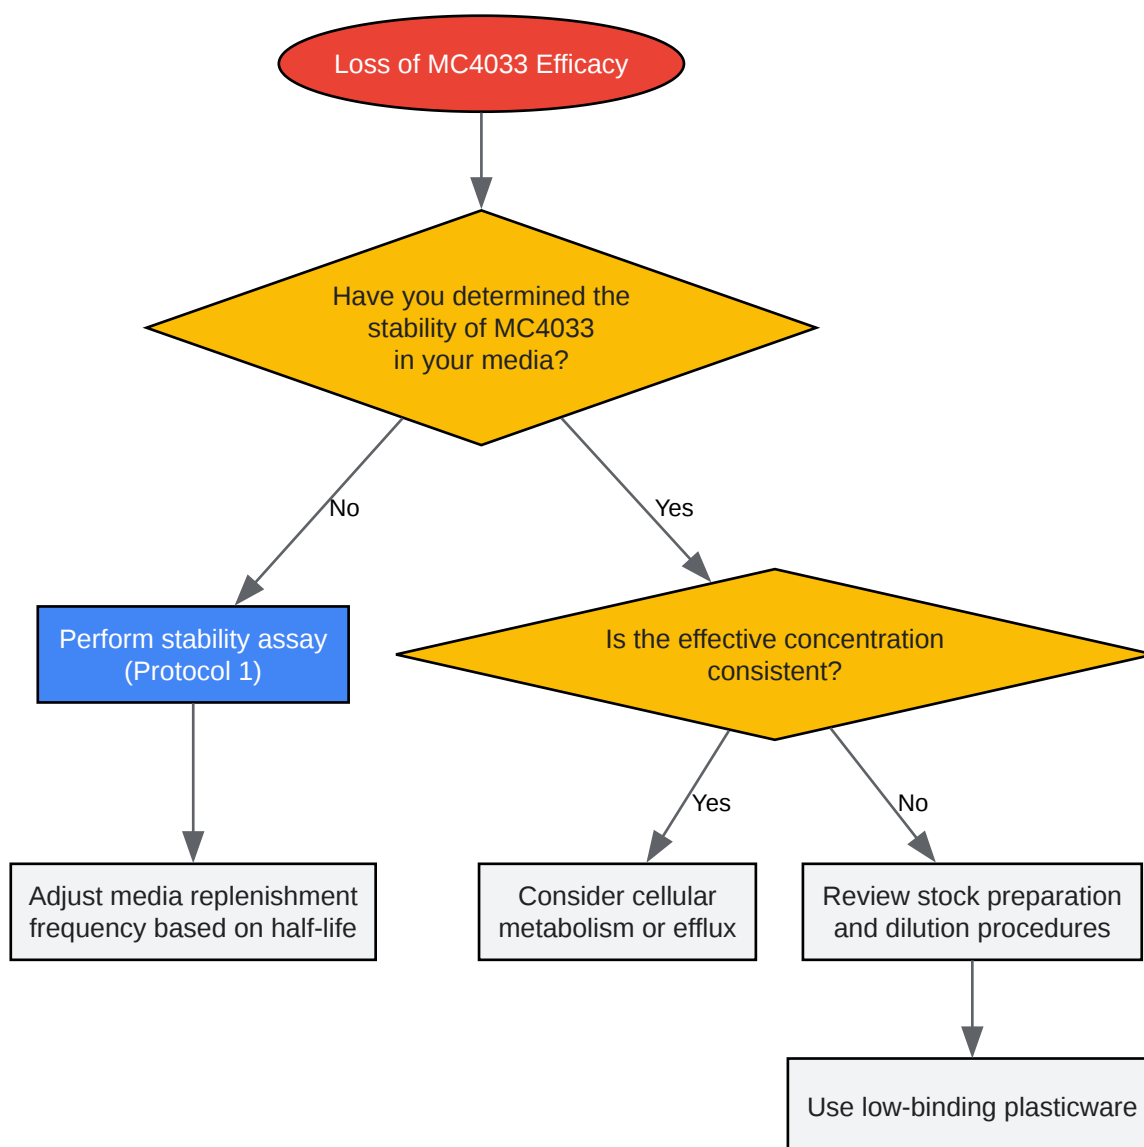 Loss of MC4033 Efficacy
Have you determined the
stability of MC4033
in your media?
No
Yes
Perform stability assay
(Protocol 1)
Is the effective concentration
consistent?
Yes
No
Adjust media replenishment
frequency based on half-life
Consider cellular
metabolism or efflux
Review stock preparation
and dilution procedures
Use low-binding plasticware